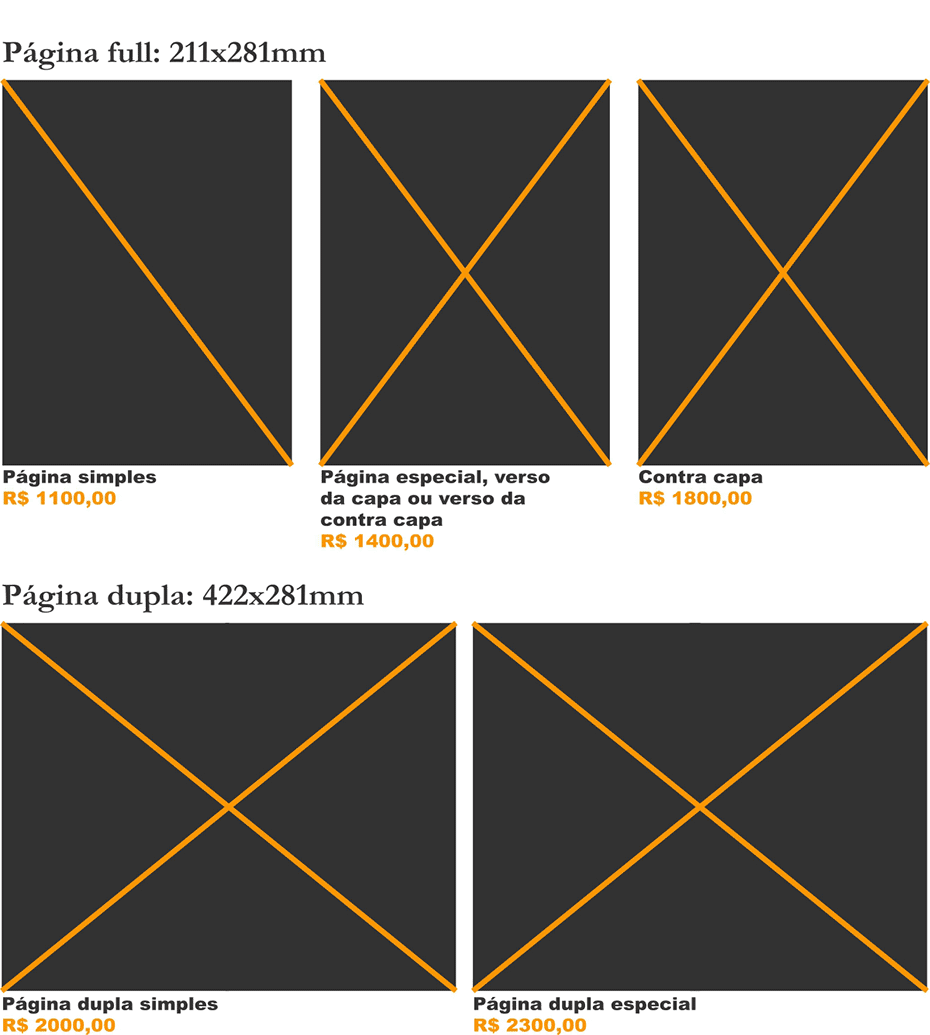 Página full: 211x281mm
Página simples
R$ 1100,00
Página especial, verso
da capa ou verso da
contra capa
R$ 1400,00
Contra capa
R$ 1800,00
Página dupla: 422x281mm
Página dupla simples
R$ 2000,00
Página dupla especial
R$ 2300,00